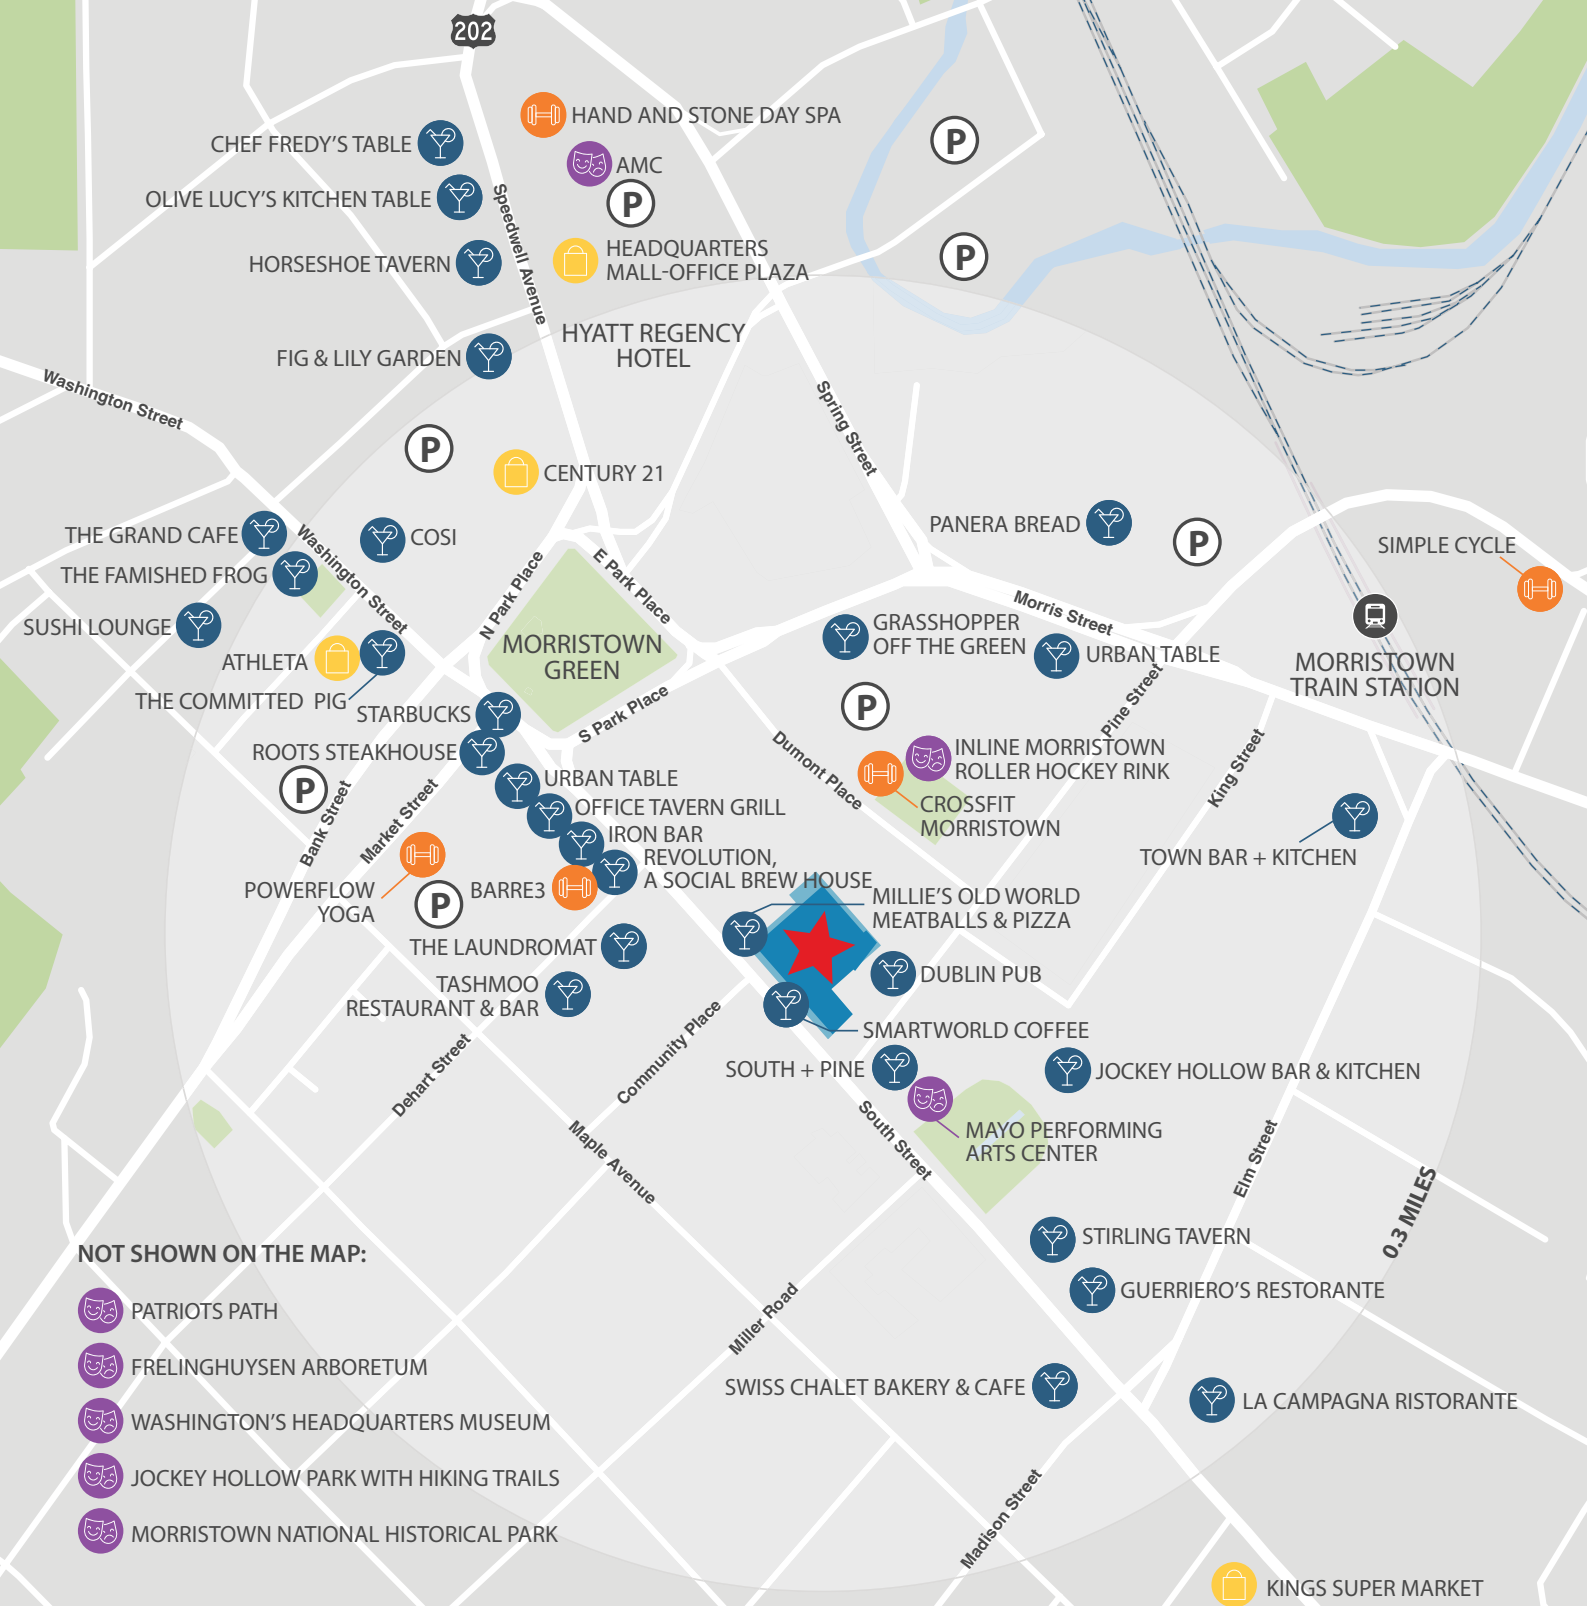 202
HAND AND STONE DAY SPA
CHEF FREDY'S TABLE
AMC
OLIVE LUCY'S KITCHEN TABLE
P
P
Speedwell Avenue
HORSESHOE TAVERN
HEADQUARTERS
MALL-OFFICE PLAZA
P
HYATT REGENCY
HOTEL
FIG & LILY GARDEN
Washington Street
Spring Street
P
CENTURY 21
THE GRAND CAFE
COSI
PANERA BREAD
P
SIMPLE CYCLE
THE FAMISHED FROG
Washington Street
N Park Place
E Park Place
SUSHI LOUNGE
MORRISTOWN
GREEN
GRASSHOPPER
OFF THE GREEN
Morris Street
URBAN TABLE
ATHLETA
THE COMMITTED PIG
MORRISTOWN
TRAIN STATION
STARBUCKS
S Park Place
P
Pine Street
ROOTS STEAKHOUSE
Dumont Place
INLINE MORRISTOWN
ROLLER HOCKEY RINK
King Street
P
URBAN TABLE
OFFICE TAVERN GRILL
CROSSFIT
MORRISTOWN
Bank Street
Market Street
IRON BAR
REVOLUTION,
A SOCIAL BREW HOUSE
TOWN BAR + KITCHEN
POWERFLOW
YOGA
P
BARRE3
MILLIE'S OLD WORLD
MEATBALLS & PIZZA
THE LAUNDROMAT
DUBLIN PUB
TASHMOO
RESTAURANT & BAR
SMARTWORLD COFFEE
Dehart Street
Community Place
SOUTH + PINE
JOCKEY HOLLOW BAR & KITCHEN
Maple Avenue
South Street
MAYO PERFORMING
ARTS CENTER
Elm Street
0.3 MILES
STIRLING TAVERN
GUERRIERO'S RESTORANTE
Miller Road
SWISS CHALET BAKERY & CAFE
LA CAMPAGNA RISTORANTE
Madison Street
KINGS SUPER MARKET
NOT SHOWN ON THE MAP:
PATRIOTS PATH
FRELINGHUYSEN ARBORETUM
WASHINGTON'S HEADQUARTERS MUSEUM
JOCKEY HOLLOW PARK WITH HIKING TRAILS
MORRISTOWN NATIONAL HISTORICAL PARK